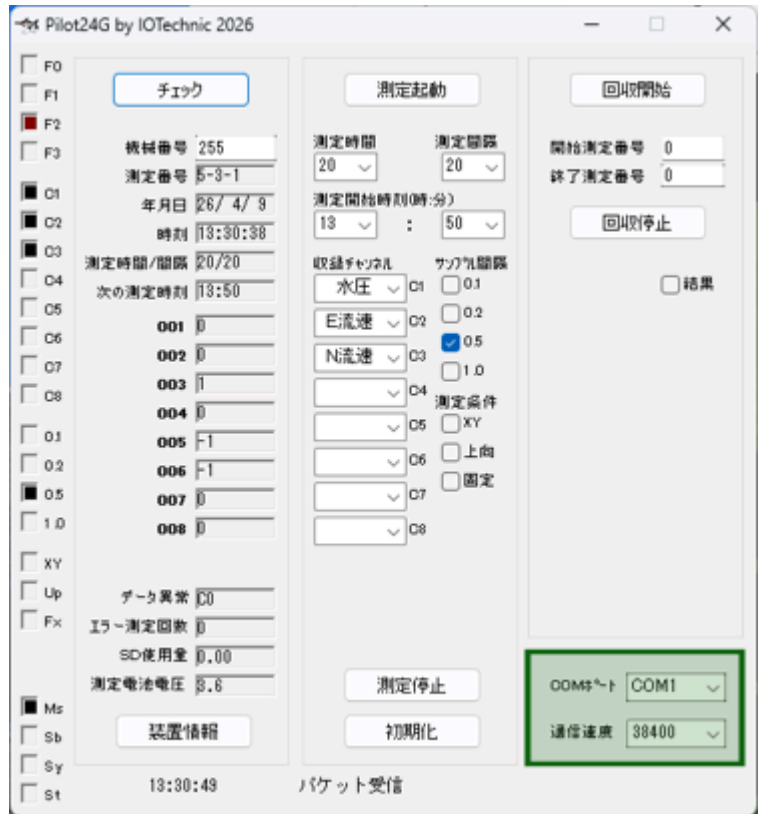 Pilot24G by IOTechnic 2026
F0
F1
F2
F3
C1
C2
C3
C4
C5
C6
C7
C8
0.1
0.2
0.5
1.0
XY
Up
Fx
Ms
Sb
Sy
St
チェック
機械番号 255
測定番号 5-3-1
年月日 26/ 4/ 9
時刻 13:30:38
測定時間/間隔 20/20
次の測定時刻 13:50
001 0
002 0
003 1
004 0
005 -1
006 -1
007 0
008 0
データ異常 C0
エラー測定回数 0
SD使用量 0.00
測定電池電圧 3.6
装置情報
13:30:49
測定起動
測定時間 測定間隔
20 20
測定開始時刻(時:分)
13 : 50
収録チャンネル サンプル間隔
水圧 C1 0.1
E流速 C2 0.2
N流速 C3 0.5
1.0
C4
測定条件
C5 XY
C6 上向
C7 固定
C8
測定停止
初期化
パケット受信
回収開始
開始測定番号 0
終了測定番号 0
回収停止
結果
COMポート COM1
通信速度 38400